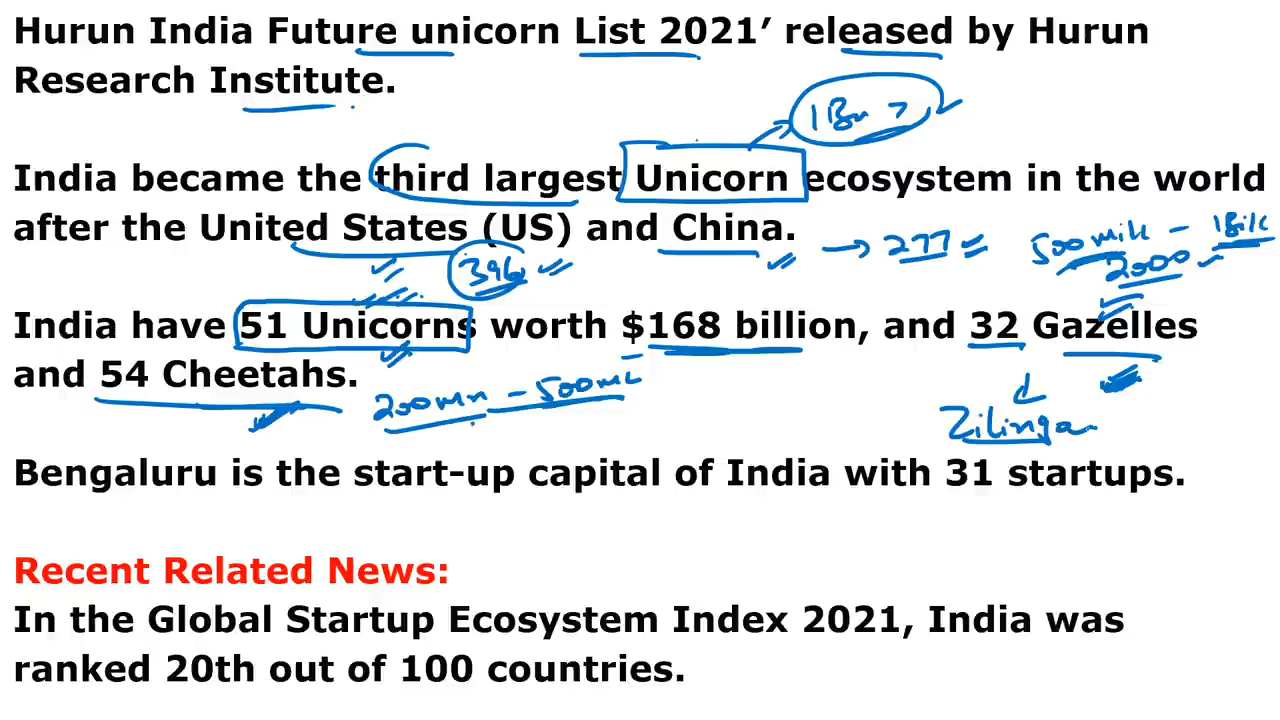 Hurun India Future unicorn List 2021’ released by Hurun
Research Institute.
1Bn >
India became the third largest Unicorn ecosystem in the world
after the United States (US) and China.
→ 277
500 mill - 1Bill
2000
396
India have 51 Unicorns worth $168 billion, and 32 Gazelles
and 54 Cheetahs.
200mn - 500mil
Zilingo
Bengaluru is the start-up capital of India with 31 startups.
Recent Related News:
In the Global Startup Ecosystem Index 2021, India was
ranked 20th out of 100 countries.